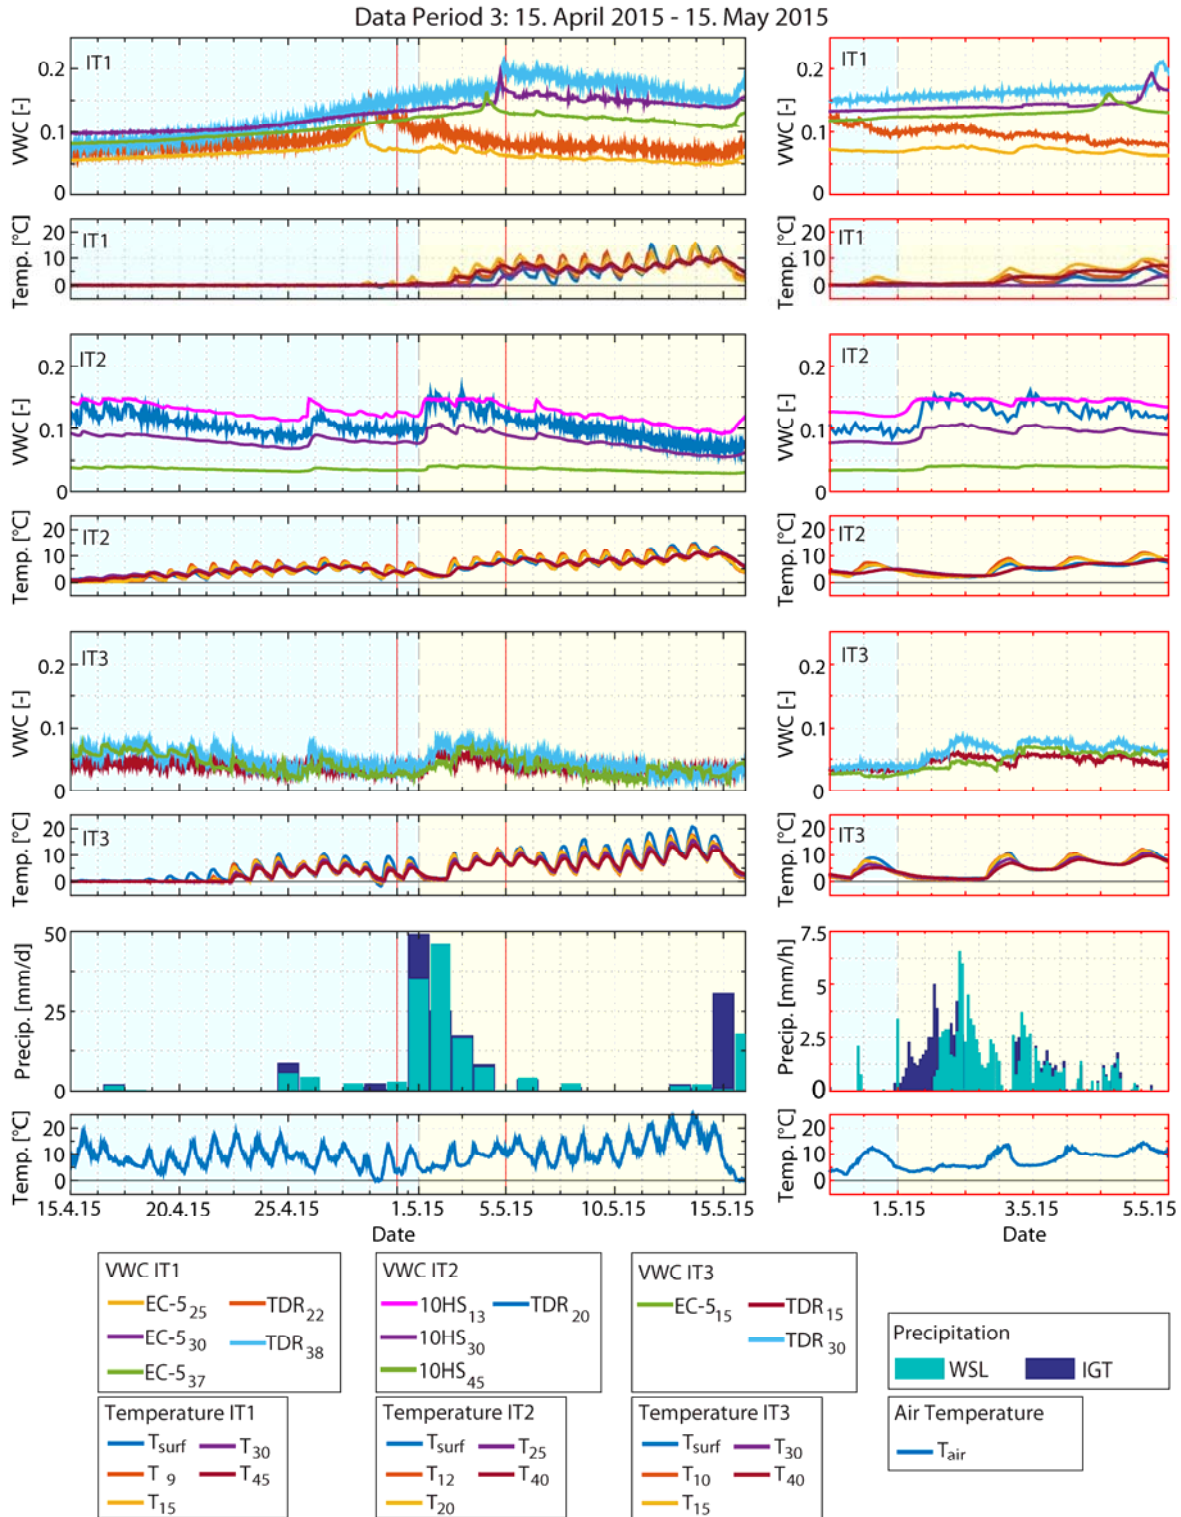 Data Period 3: 15. April 2015 - 15. May 2015
IT1
VWC [-]
0.2
0.1
0
IT1
VWC [-]
0.2
0.1
0
IT1
Temp. [°C]
20
10
0
IT1
Temp. [°C]
20
10
0
IT2
VWC [-]
0.2
0.1
0
IT2
VWC [-]
0.2
0.1
0
IT2
Temp. [°C]
20
10
0
IT2
Temp. [°C]
20
10
0
IT3
VWC [-]
0.2
0.1
0
IT3
VWC [-]
0.2
0.1
0
IT3
Temp. [°C]
20
10
0
IT3
Temp. [°C]
20
10
0
Precip. [mm/d]
50
25
0
Precip. [mm/h]
7.5
5
2.5
0
Temp. [°C]
20
10
0
Temp. [°C]
20
10
0
15.4.15 20.4.15 25.4.15 1.5.15 5.5.15 10.5.15 15.5.15
Date
1.5.15 3.5.15 5.5.15
Date
VWC IT1
EC-5 25 TDR 22
EC-5 30 TDR 38
EC-5 37
VWC IT2
10HS 13 TDR 20
10HS 30
10HS 45
VWC IT3
EC-5 15 TDR 15
TDR 30
Precipitation
WSL IGT
Temperature IT1
T surf T 30
T 9 T 45
T 15
Temperature IT2
T surf T 25
T 12 T 40
T 20
Temperature IT3
T surf T 30
T 10 T 40
T 15
Air Temperature
T air